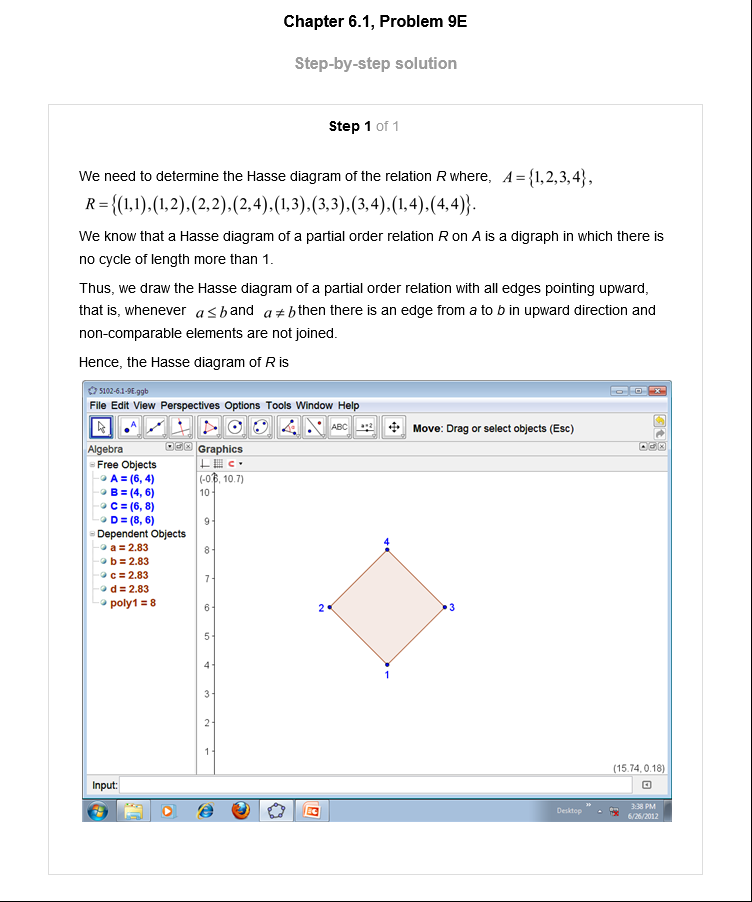 Chapter 6.1, Problem 9E
Step-by-step solution
Step 1 of 1
We need to determine the Hasse diagram of the relation R where, A = {1,2,3,4},
R = {(1,1),(1,2),(2,2),(2,4),(1,3),(3,3),(3,4),(1,4),(4,4)}.
We know that a Hasse diagram of a partial order relation R on A is a digraph in which there is
no cycle of length more than 1.
Thus, we draw the Hasse diagram of a partial order relation with all edges pointing upward,
that is, whenever a ≤ b and a ≠ b then there is an edge from a to b in upward direction and
non-comparable elements are not joined.
Hence, the Hasse diagram of R is
5102-6.1-9E.ggb
File Edit View Perspectives Options Tools Window Help
ABC a=2 Move: Drag or select objects (Esc)
Algebra
Graphics
Free Objects
A = (6, 4)
B = (4, 6)
C = (6, 8)
D = (8, 6)
Dependent Objects
a = 2.83
b = 2.83
c = 2.83
d = 2.83
poly1 = 8
(-0.6, 10.7)
10
9
8
7
6
5
4
3
2
1
4
2
3
1
(15.74, 0.18)
Input:
Desktop »
3:38 PM
6/26/2012